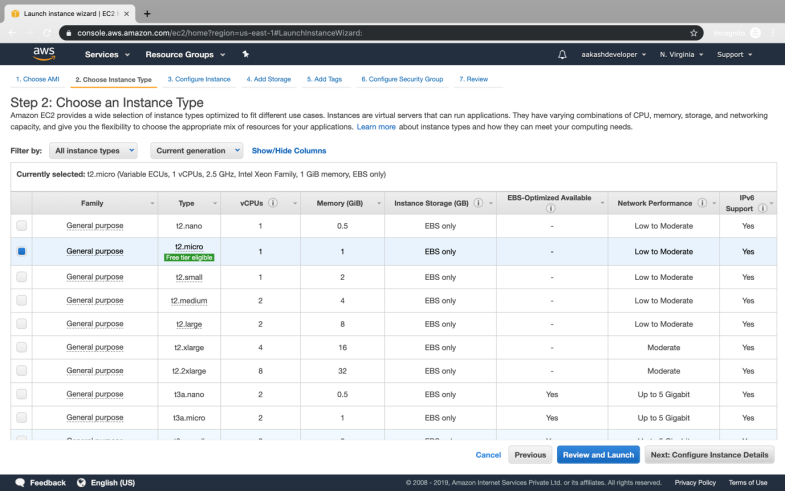 Launch instance wizard | EC2
console.aws.amazon.com/ec2/home?region=us-east-1#LaunchInstanceWizard:
Incognito
aws Services Resource Groups aakashdeveloper N. Virginia Support
1. Choose AMI 2. Choose Instance Type 3. Configure Instance 4. Add Storage 5. Add Tags 6. Configure Security Group 7. Review
Step 2: Choose an Instance Type
Amazon EC2 provides a wide selection of instance types optimized to fit different use cases. Instances are virtual servers that can run applications. They have varying combinations of CPU, memory, storage, and networking
capacity, and give you the flexibility to choose the appropriate mix of resources for your applications. Learn more about instance types and how they can meet your computing needs.
Filter by: All instance types Current generation Show/Hide Columns
Currently selected: t2.micro (Variable ECUs, 1 vCPUs, 2.5 GHz, Intel Xeon Family, 1 GiB memory, EBS only)
Family Type vCPUs Memory (GiB) Instance Storage (GB) EBS-Optimized Available Network Performance IPv6 Support
General purpose t2.nano 1 0.5 EBS only - Low to Moderate Yes
General purpose t2.micro 1 1 EBS only - Low to Moderate Yes
Free tier eligible
General purpose t2.small 1 2 EBS only - Low to Moderate Yes
General purpose t2.medium 2 4 EBS only - Low to Moderate Yes
General purpose t2.large 2 8 EBS only - Low to Moderate Yes
General purpose t2.xlarge 4 16 EBS only - Moderate Yes
General purpose t2.2xlarge 8 32 EBS only - Moderate Yes
General purpose t3a.nano 2 0.5 EBS only Yes Up to 5 Gigabit Yes
General purpose t3a.micro 2 1 EBS only Yes Up to 5 Gigabit Yes
Cancel Previous Review and Launch Next: Configure Instance Details
Feedback English (US) © 2008 - 2019, Amazon Internet Services Private Ltd. or its affiliates. All rights reserved. Privacy Policy Terms of Use